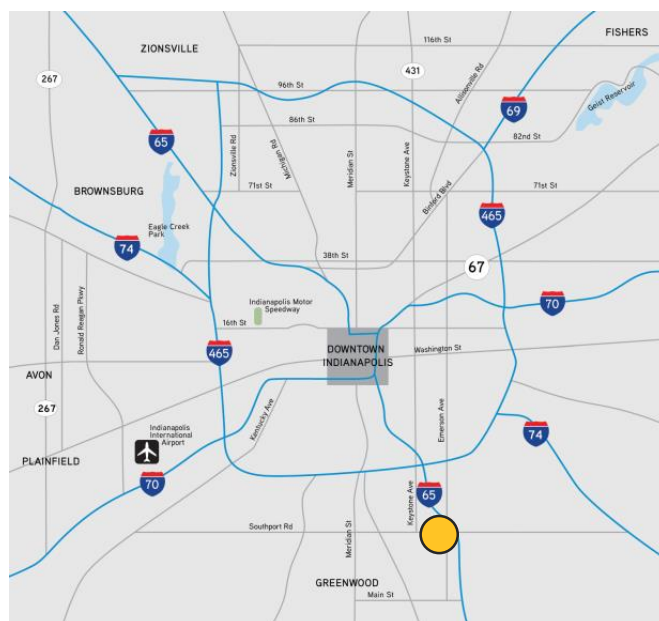 FISHERS
ZIONSVILLE
116th St
267
431
Allisonville Rd
96th St
Geist Reservoir
69
86th St
82nd St
65
Zionsville Rd
Michigan Rd
Meridian St
Keystone Ave
Binford Blvd
71st St
71st St
BROWNSBURG
465
Eagle Creek
Park
74
38th St
67
Dan Jones Rd
Ronald Reagan Pkwy
Indianapolis Motor
Speedway
70
16th St
465
DOWNTOWN
INDIANAPOLIS
Washington St
AVON
267
Kentucky Ave
Emerson Ave
Indianapolis
International
Airport
74
PLAINFIELD
70
65
Keystone Ave
Meridian St
Southport Rd
GREENWOOD
Main St